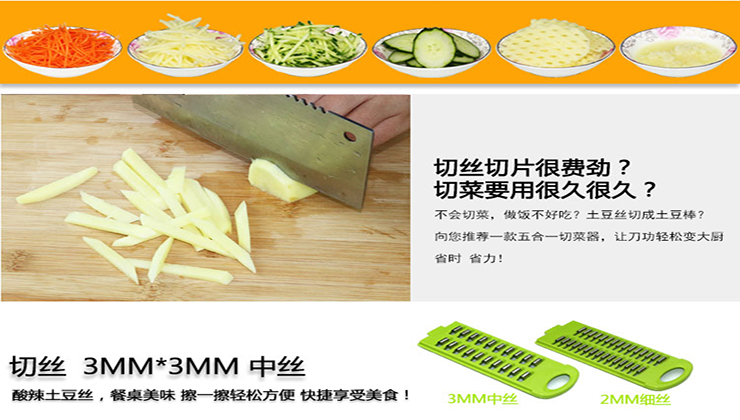 切丝切片很费劲？
切菜要用很久很久？
不会切菜，做饭不好吃？土豆丝切成土豆棒？
向您推荐一款五合一切菜器，让刀功轻松变大厨
省时 省力！
切丝 3MM*3MM 中丝
酸辣土豆丝，餐桌美味 擦一擦轻松方便 快捷享受美食！
3MM中丝
2MM细丝